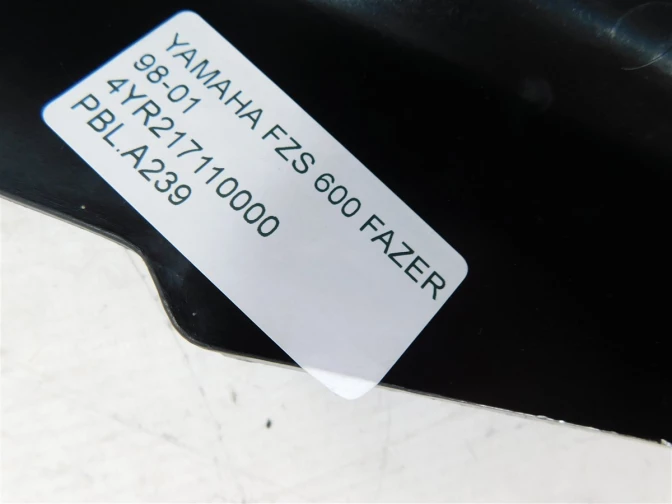 YAMAHA FZS 600 FAZER
98-01
4YR217110000
PBL.A239